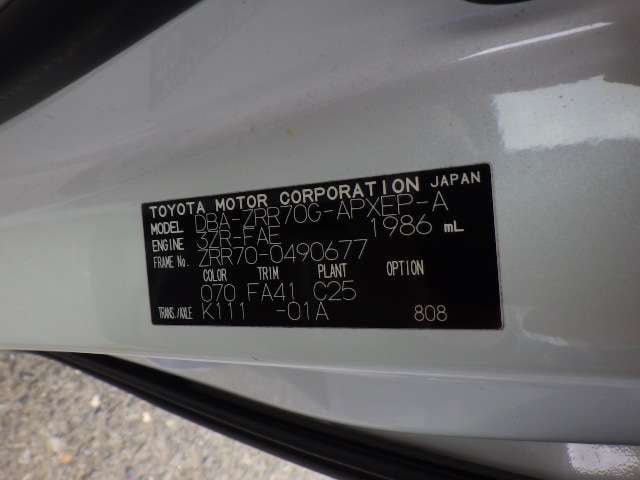 TOYOTA MOTOR CORPORATION JAPAN
MODEL DBA-ZRR70G-APXEP-A
ENGINE 3ZR-FAE 1986 mL
FRAME No. ZRR70-0490677
COLOR TRIM PLANT OPTION
070 FA41 C25
TRANS./AXLE K111 -01A 808